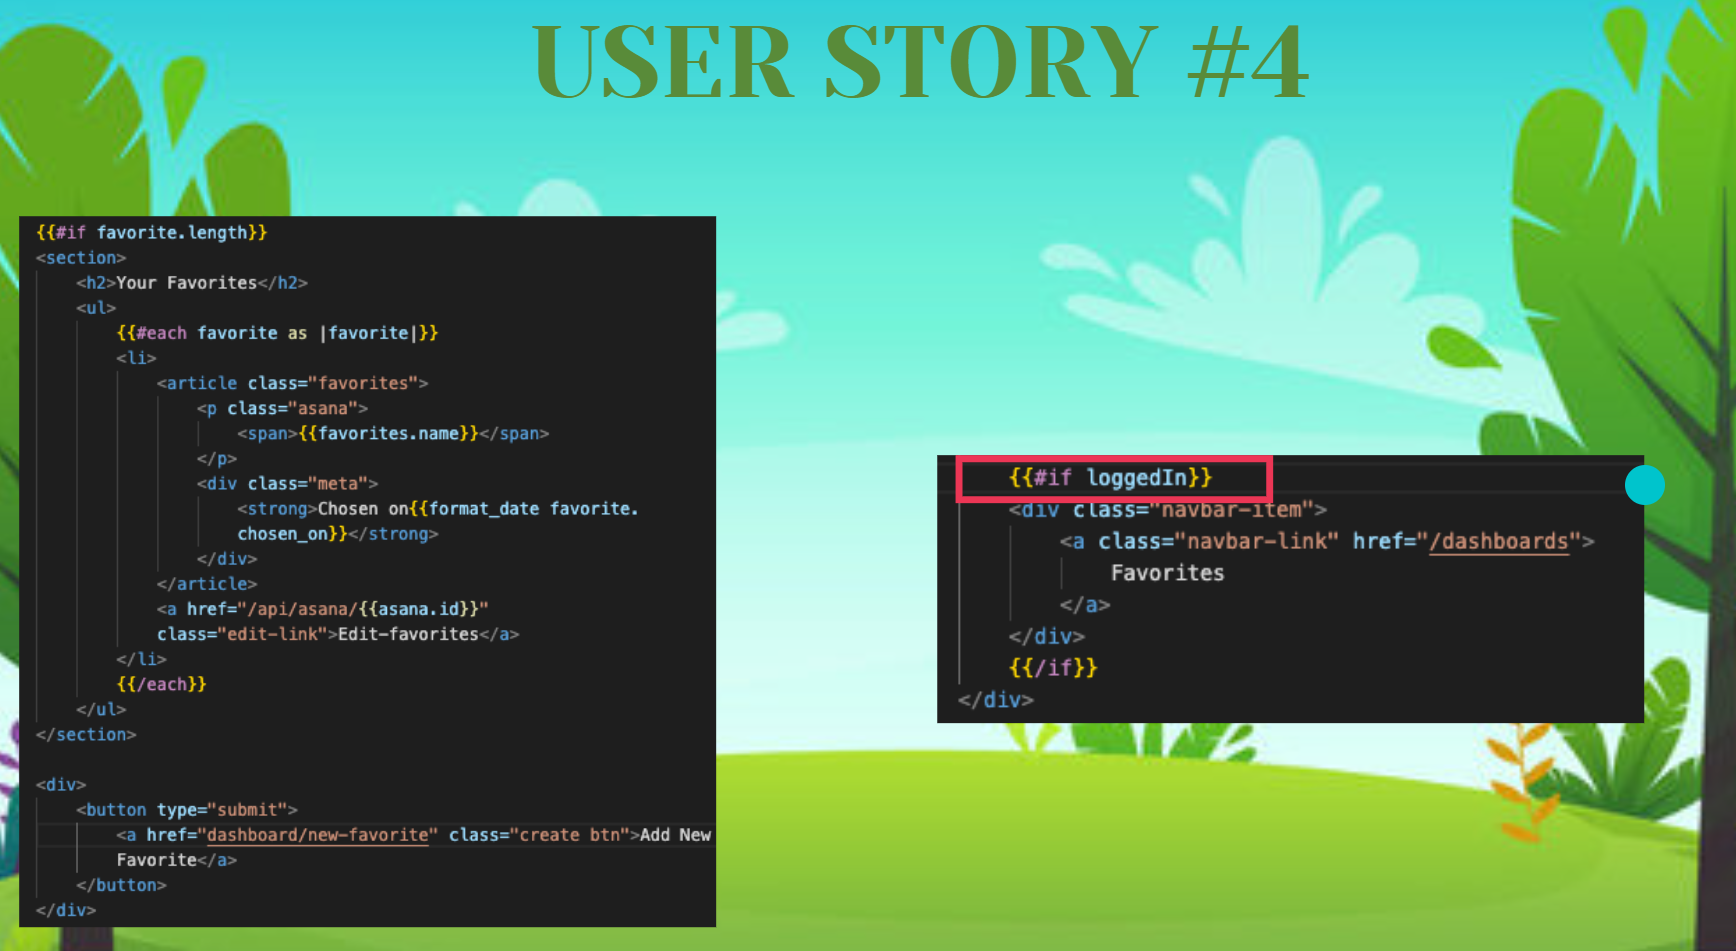 USER STORY #4
{{#if favorite.length}}
<section>
<h2>Your Favorites</h2>
<ul>
{{#each favorite as |favorite|}}
<li>
<article class="favorites">
<p class="asana">
<span>{{favorites.name}}</span>
</p>
<div class="meta">
<strong>Chosen on{{format_date favorite.
chosen_on}}</strong>
</div>
</article>
<a href="/api/asana/{{asana.id}}"
class="edit-link">Edit-favorites</a>
</li>
{{/each}}
</ul>
</section>
<div>
<button type="submit">
<a href="dashboard/new-favorite" class="create btn">Add New
Favorite</a>
</button>
</div>
{{#if loggedIn}}
<div class="navbar-item">
<a class="navbar-link" href="/dashboards">
Favorites
</a>
</div>
{{/if}}
</div>